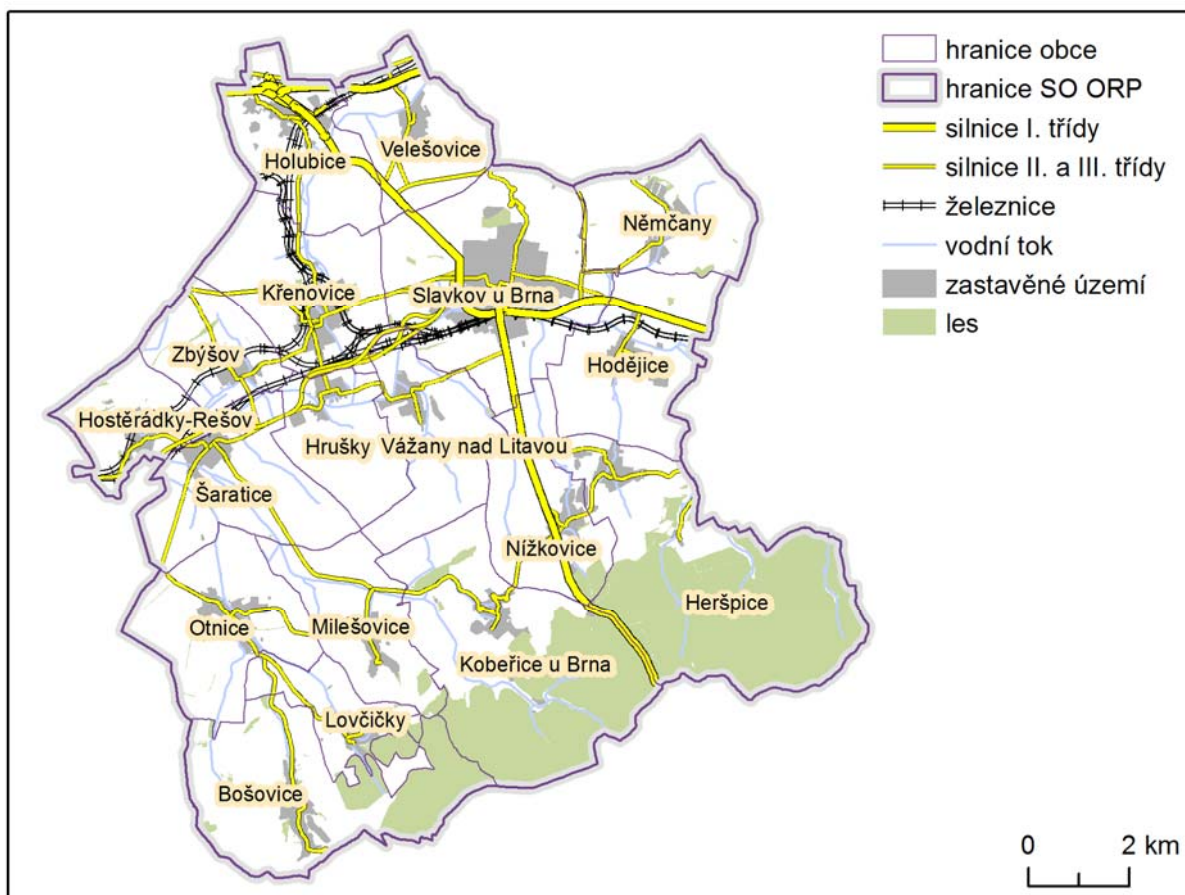 hranice obce
hranice SO ORP
silnice I. třídy
silnice II. a III. třídy
železnice
vodní tok
zastavěné území
les
Holubice
Velešovice
Němčany
Křenovice
Slavkov u Brna
Zbýšov
Hodějice
Hostěrádky-Rešov
Hrušky
Vážany nad Litavou
Šaratice
Nížkovice
Heršpice
Otnice
Milešovice
Kobeřice u Brna
Lovčičky
Bošovice
0 2 km